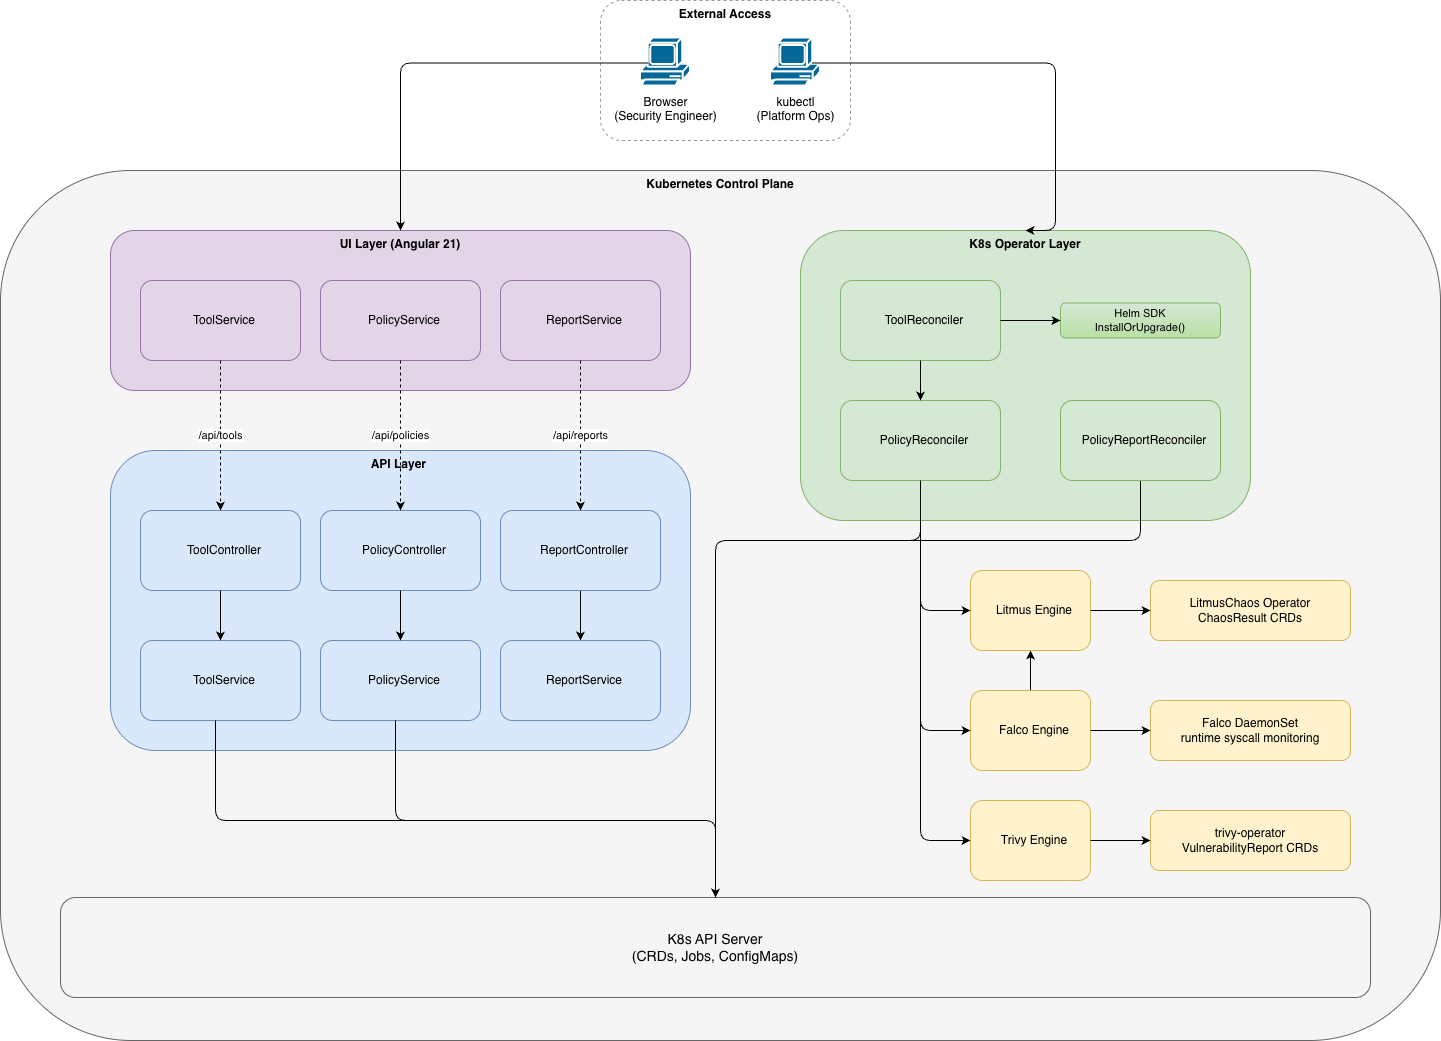 External Access
Browser
(Security Engineer)
kubectl
(Platform Ops)
Kubernetes Control Plane
UI Layer (Angular 21)
ToolService
PolicyService
ReportService
K8s Operator Layer
ToolReconciler
Helm SDK
InstallOrUpgrade()
PolicyReconciler
PolicyReportReconciler
/api/tools
/api/policies
/api/reports
API Layer
ToolController
PolicyController
ReportController
ToolService
PolicyService
ReportService
Litmus Engine
LitmusChaos Operator
ChaosResult CRDs
Falco Engine
Falco DaemonSet
runtime syscall monitoring
Trivy Engine
trivy-operator
VulnerabilityReport CRDs
K8s API Server
(CRDs, Jobs, ConfigMaps)